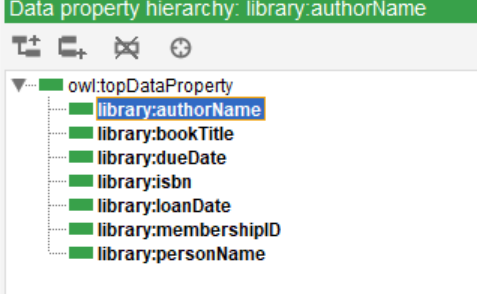 Data property hierarchy: library:authorName
owl:topDataProperty
library:authorName
library:bookTitle
library:dueDate
library:isbn
library:loanDate
library:membershipID
library:personName